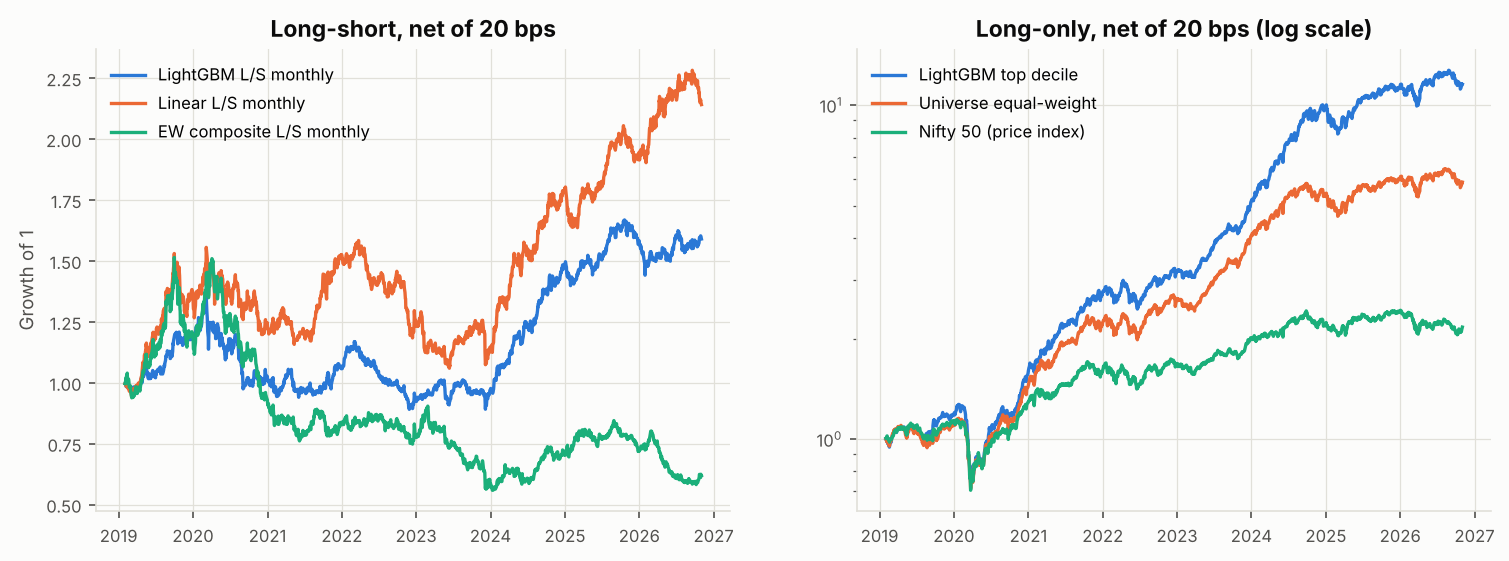 Long-short, net of 20 bps
LightGBM L/S monthly
Linear L/S monthly
EW composite L/S monthly
Growth of 1
2.25
2.00
1.75
1.50
1.25
1.00
0.75
0.50
2019 2020 2021 2022 2023 2024 2025 2026 2027
Long-only, net of 20 bps (log scale)
LightGBM top decile
Universe equal-weight
Nifty 50 (price index)
10¹
10⁰
2019 2020 2021 2022 2023 2024 2025 2026 2027